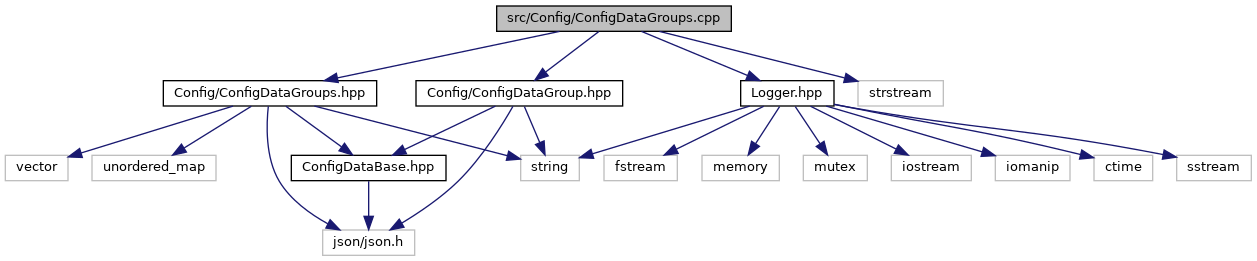 src/Config/ConfigDataGroups.cpp
Config/ConfigDataGroups.hpp
Config/ConfigDataGroup.hpp
Logger.hpp
strstream
vector
unordered_map
ConfigDataBase.hpp
string
fstream
memory
mutex
iostream
iomanip
ctime
sstream
json/json.h